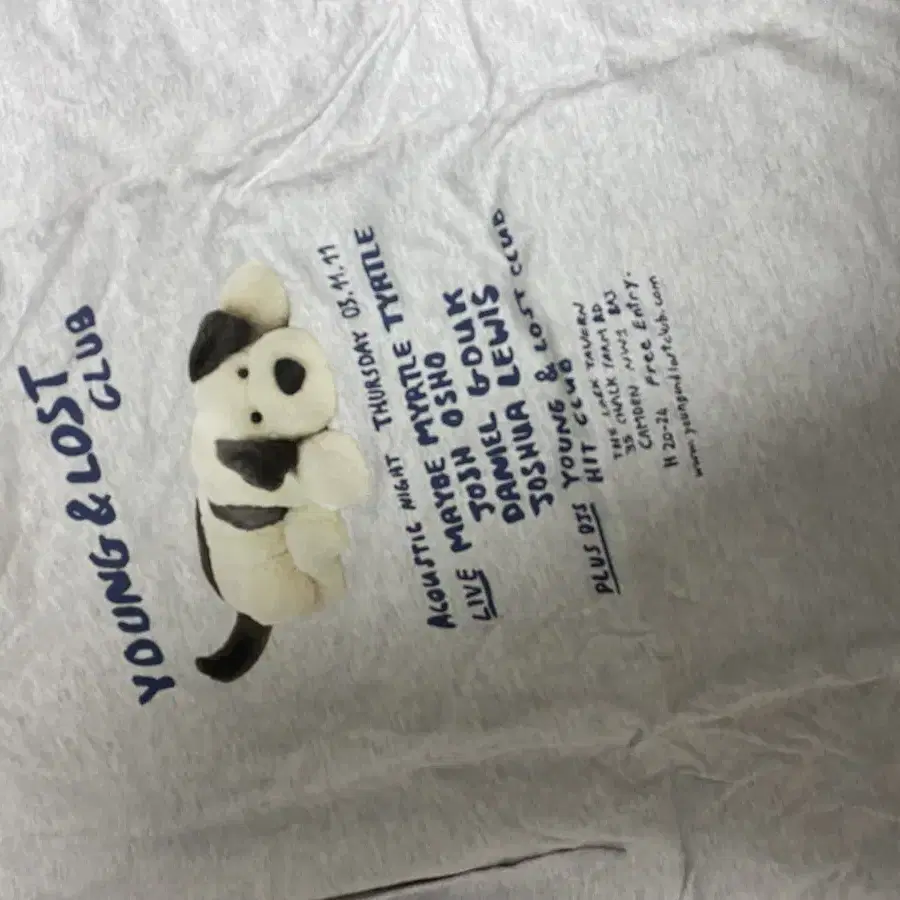 YOUNG & LOST
CLUB
ACOUSTIC NIGHT THURSDAY 03.11.11
LIVE MAYBE MYRTLE TYRTLE
JOSH OSHO
DANIEL GOUK
JOSHUA LEWIS
PLUS DJS YOUNG & LOST CLUB
HIT CLUB
THE LOCK TAVERN
35 CHALK FARM RD
CAMDEN NW1 8AJ
Free Entry.
www.youngandlostclub.com